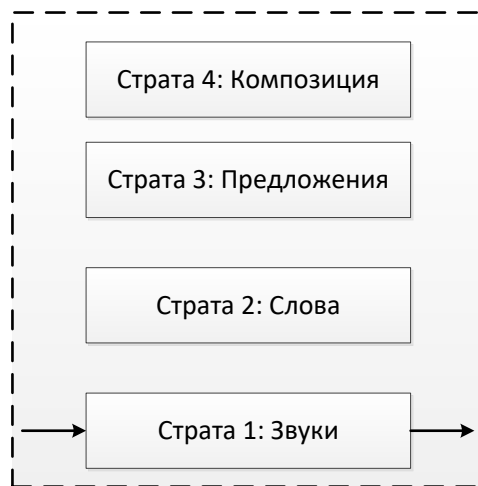 Страта 4: Композиция
Страта 3: Предложения
Страта 2: Слова
Страта 1: Звуки